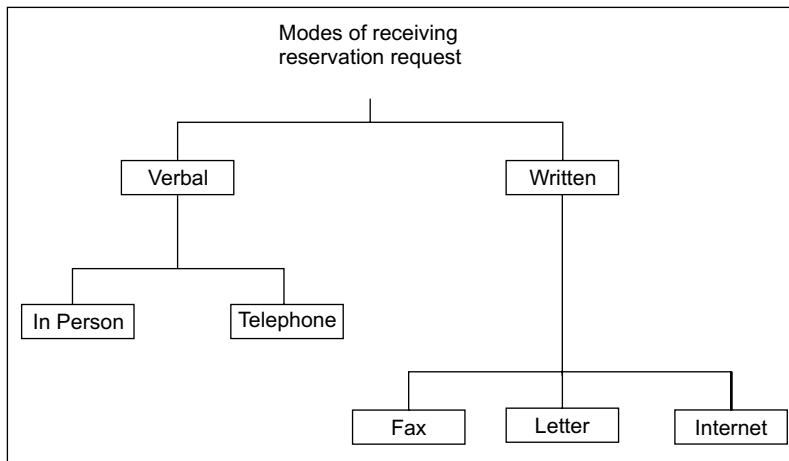 Modes of receiving
reservation request
Verbal
Written
In Person
Telephone
Fax
Letter
Internet